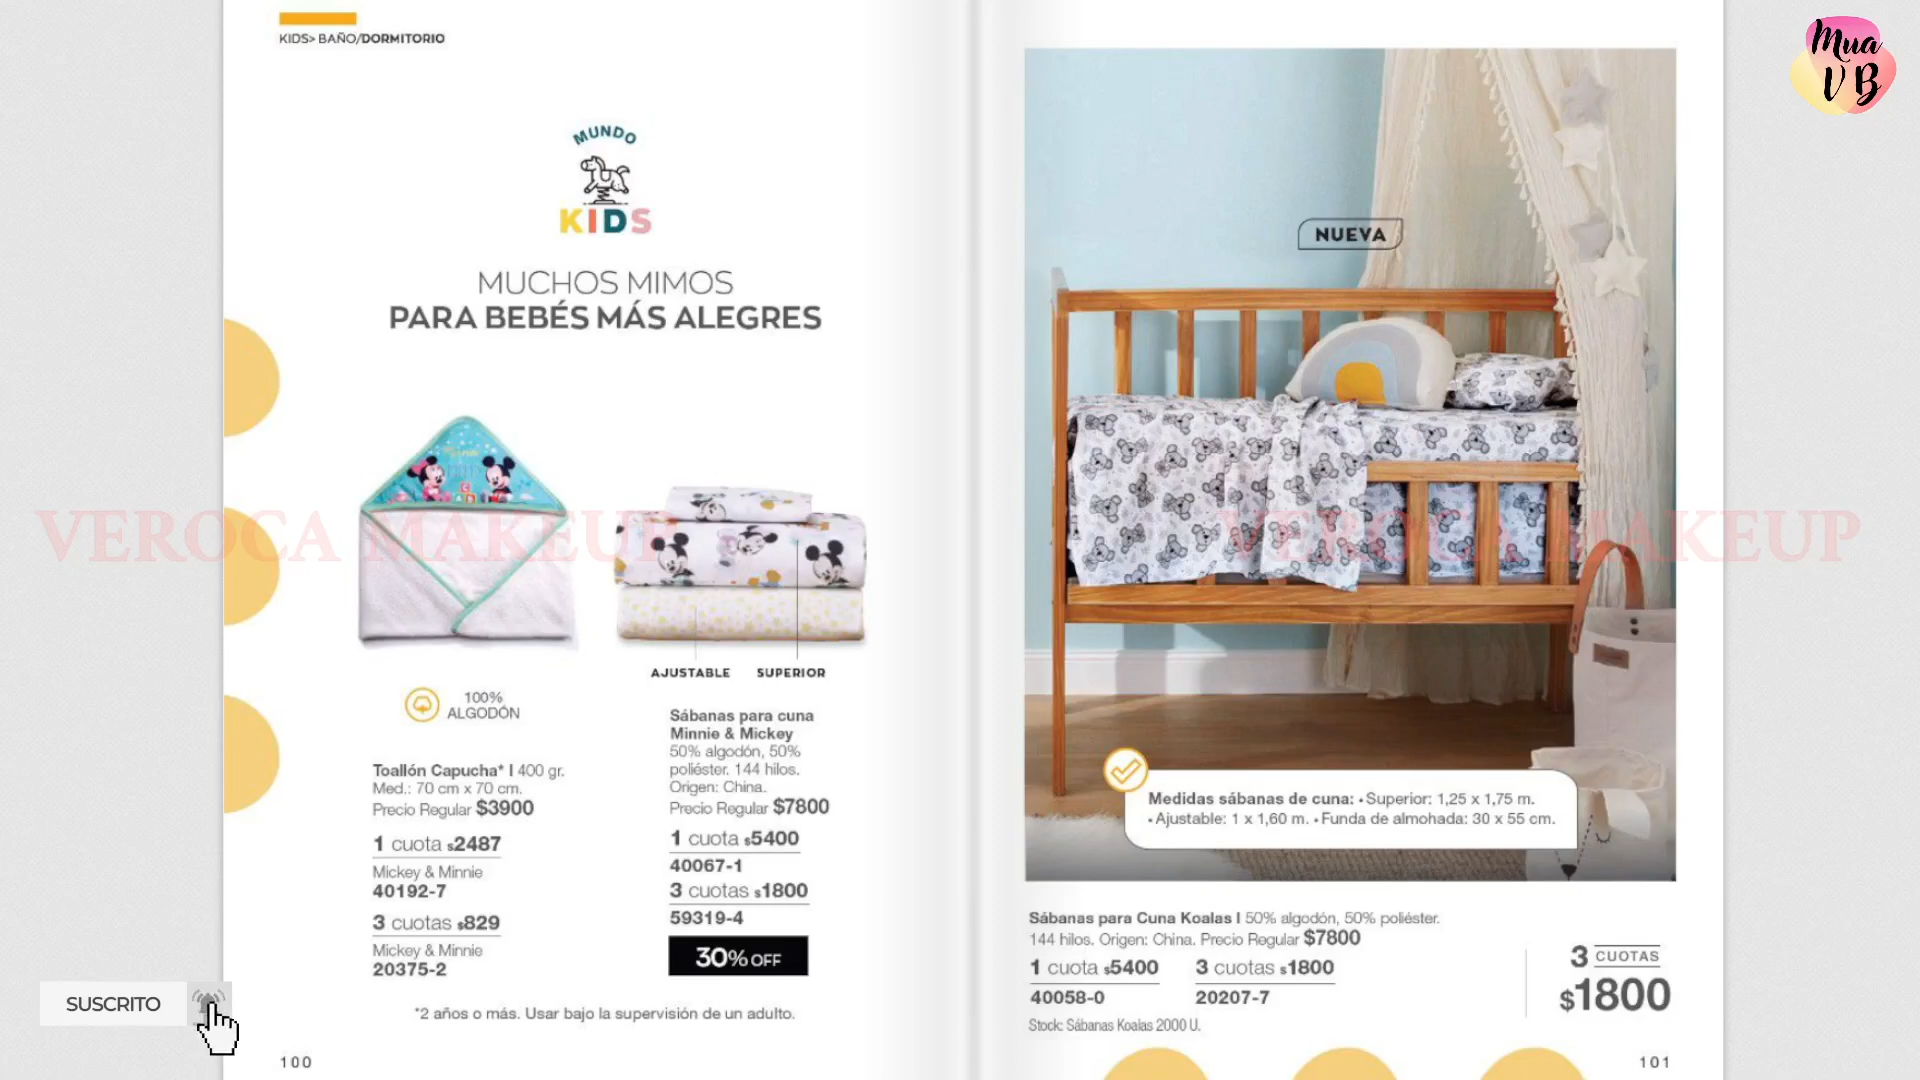 KIDS> BAÑO/DORMITORIO
MUNDO
KIDS
MUCHOS MIMOS
PARA BEBÉS MÁS ALEGRES
VEROCA MAKEUP
AJUSTABLE SUPERIOR
100%
ALGODÓN
Toallón Capucha* | 400 gr.
Med.: 70 cm x 70 cm.
Precio Regular $3900
1 cuota $2487
Mickey & Minnie
40192-7
3 cuotas $829
Mickey & Minnie
20375-2
Sábanas para cuna
Minnie & Mickey
50% algodón, 50%
poliéster. 144 hilos.
Origen: China.
Precio Regular $7800
1 cuota $5400
40067-1
3 cuotas $1800
59319-4
30% OFF
*2 años o más. Usar bajo la supervisión de un adulto.
SUSCRITO
100
Mua
VB
NUEVA
VEROCA MAKEUP
Medidas sábanas de cuna: • Superior: 1,25 x 1,75 m.
• Ajustable: 1 x 1,60 m. • Funda de almohada: 30 x 55 cm.
Sábanas para Cuna Koalas | 50% algodón, 50% poliéster.
144 hilos. Origen: China. Precio Regular $7800
1 cuota $5400 3 cuotas $1800
40058-0 20207-7
Stock: Sábanas Koalas 2000 U.
3 CUOTAS
$1800
101